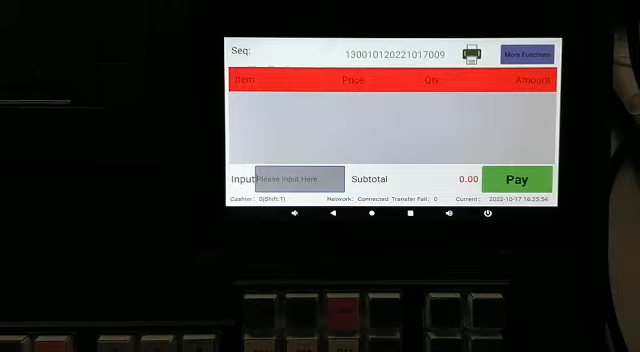 Seq: 130010120221017009 More Functions
Item Price Qty Amount
Input Please Input Here. Subtotal 0.00 Pay
Cashier: 0(Shift:1) Network: Connected Transfer Fail: 0 Current: 2022-10-17 16:25:54